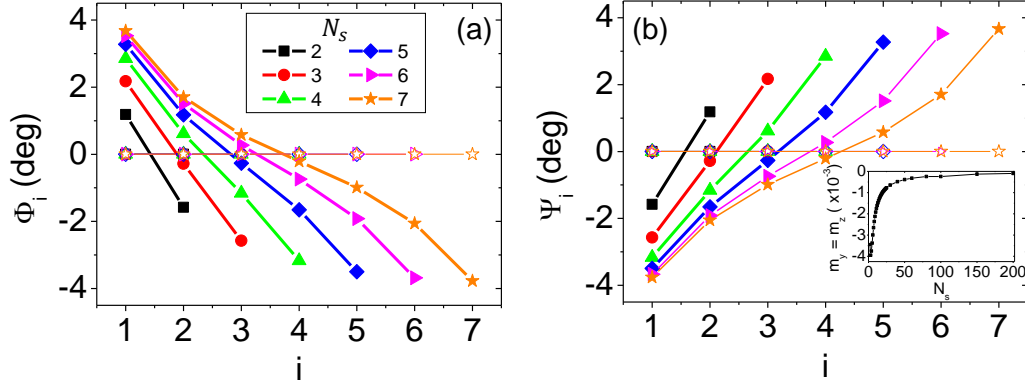 (a)
N_s
2 5
3 6
4 7
Φ_i (deg)
4
2
0
-2
-4
1 2 3 4 5 6 7
i
(b)
Ψ_i (deg)
4
2
0
-2
-4
1 2 3 4 5 6 7
i
m_y = m_z ( x10^-3)
0
-1
-2
-3
-4
0 50 100 150 200
N_s